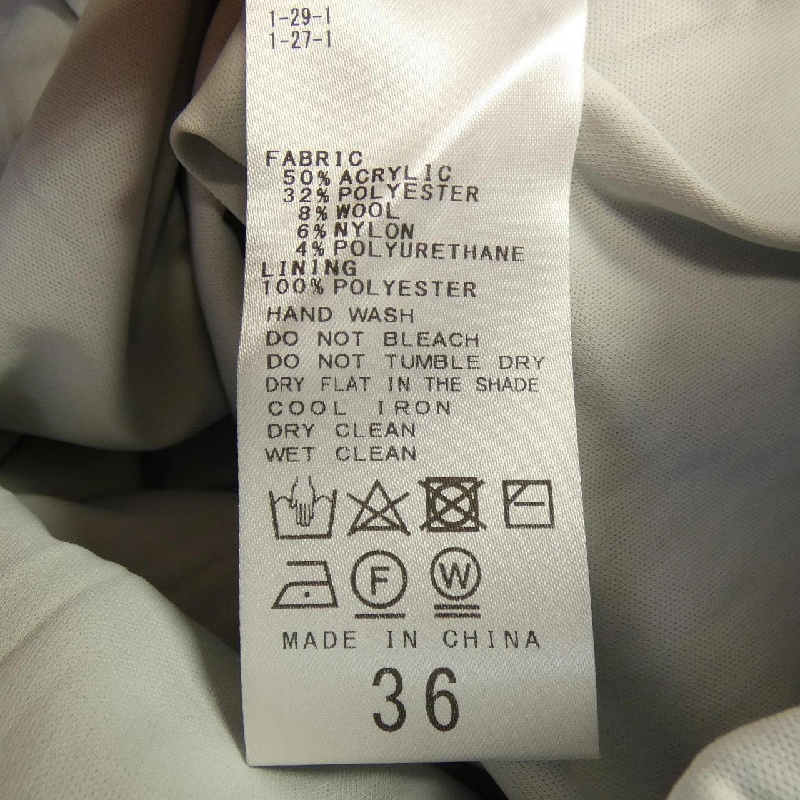 1-29-1
1-27-1
FABRIC
50% ACRYLIC
32% POLYESTER
8% WOOL
6% NYLON
4% POLYURETHANE
LINING
100% POLYESTER
HAND WASH
DO NOT BLEACH
DO NOT TUMBLE DRY
DRY FLAT IN THE SHADE
COOL IRON
DRY CLEAN
WET CLEAN
F W
MADE IN CHINA
36